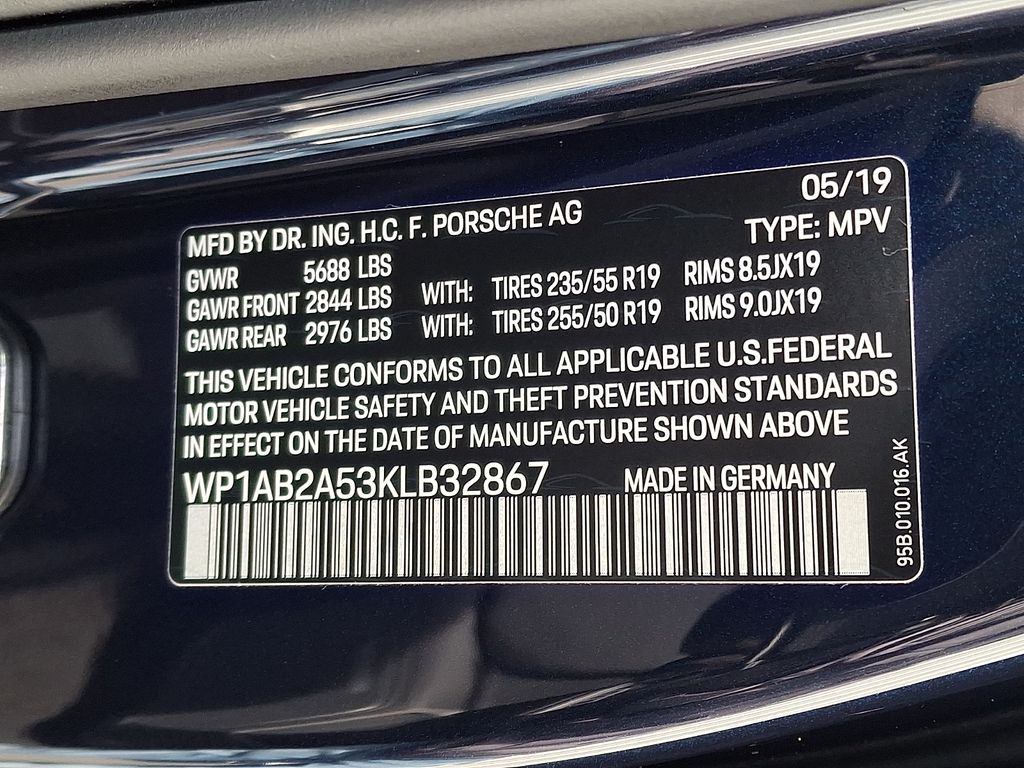 05/19
MFD BY DR. ING. H.C. F. PORSCHE AG TYPE: MPV
GVWR 5688 LBS
GAWR FRONT 2844 LBS WITH: TIRES 235/55 R19 RIMS 8.5JX19
GAWR REAR 2976 LBS WITH: TIRES 255/50 R19 RIMS 9.0JX19
THIS VEHICLE CONFORMS TO ALL APPLICABLE U.S.FEDERAL
MOTOR VEHICLE SAFETY AND THEFT PREVENTION STANDARDS
IN EFFECT ON THE DATE OF MANUFACTURE SHOWN ABOVE
WP1AB2A53KLB32867 MADE IN GERMANY
95B.010.016.AK